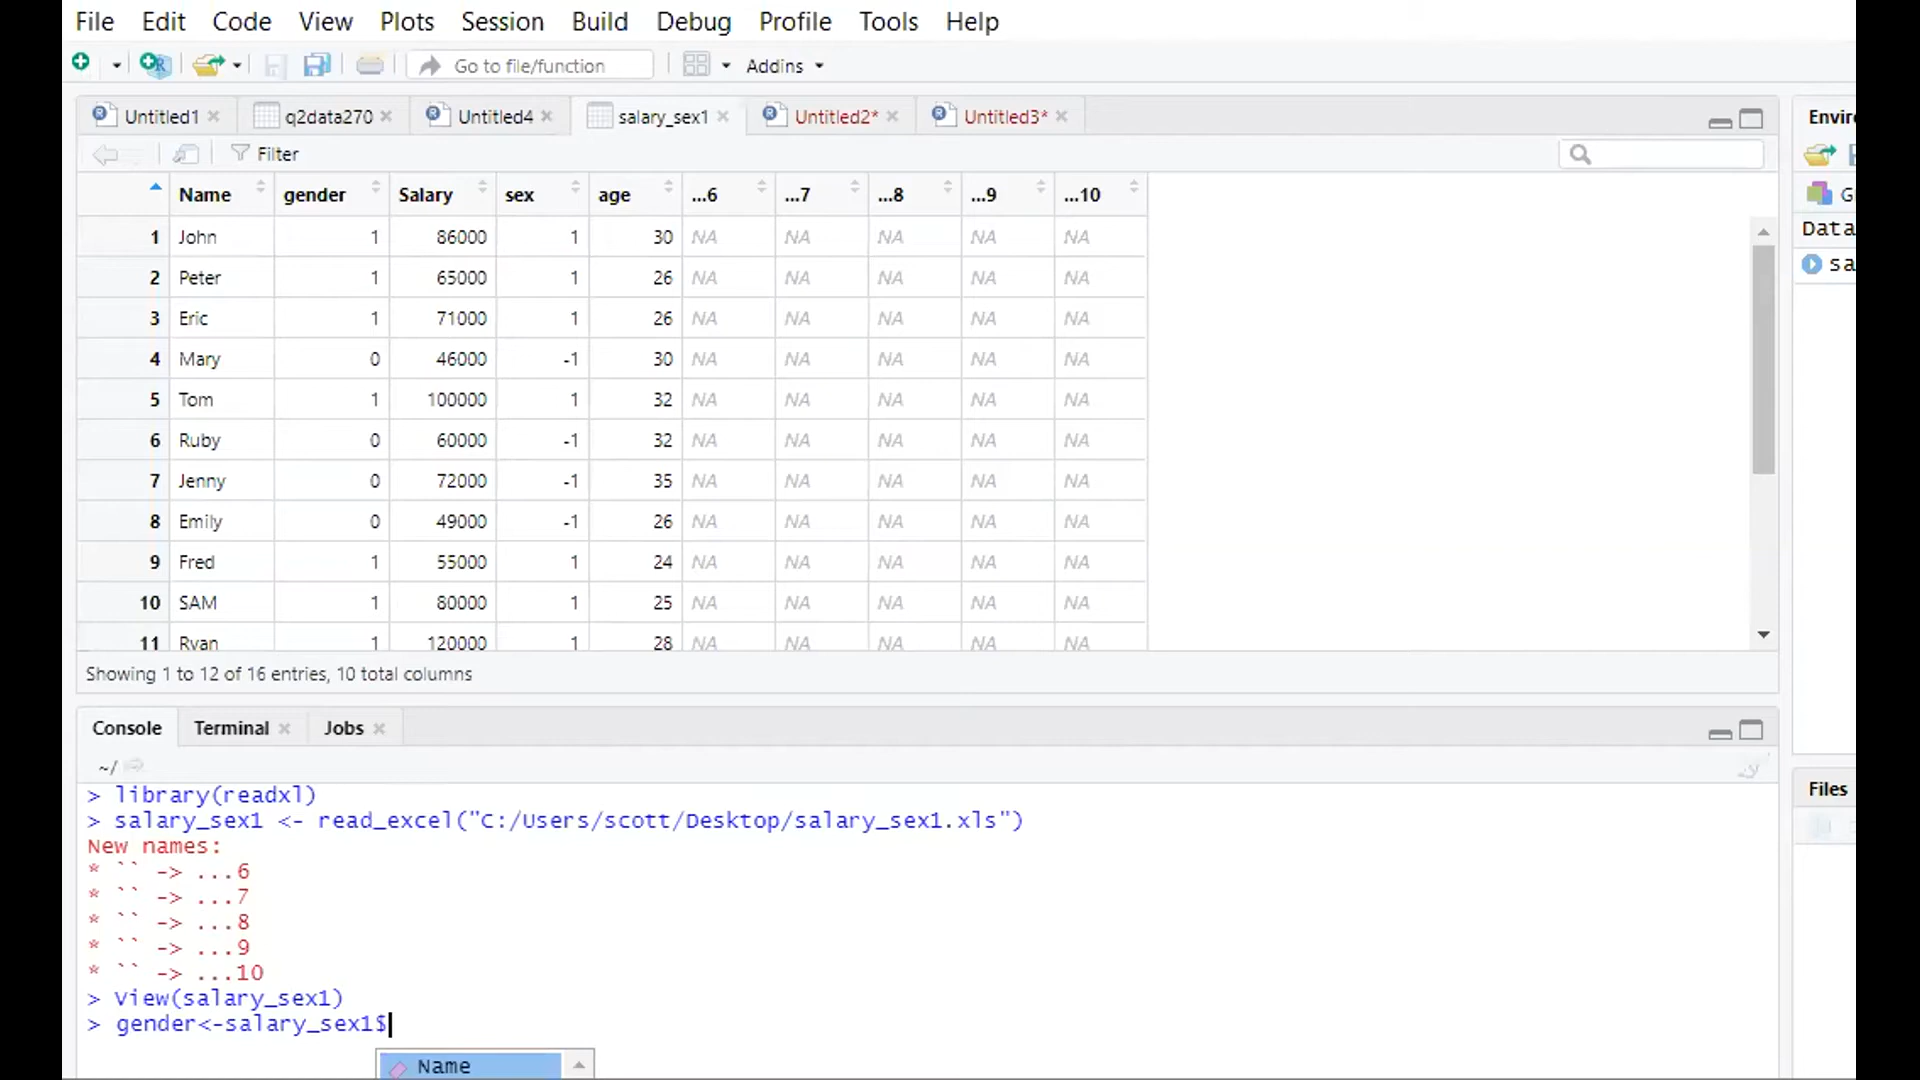 File Edit Code View Plots Session Build Debug Profile Tools Help
Go to file/function Addins
Untitled1 q2data270 Untitled4 salary_sex1 Untitled2* Untitled3*
Filter
Name gender Salary sex age ...6 ...7 ...8 ...9 ...10
1 John 1 86000 1 30 NA NA NA NA NA
2 Peter 1 65000 1 26 NA NA NA NA NA
3 Eric 1 71000 1 26 NA NA NA NA NA
4 Mary 0 46000 -1 30 NA NA NA NA NA
5 Tom 1 100000 1 32 NA NA NA NA NA
6 Ruby 0 60000 -1 32 NA NA NA NA NA
7 Jenny 0 72000 -1 35 NA NA NA NA NA
8 Emily 0 49000 -1 26 NA NA NA NA NA
9 Fred 1 55000 1 24 NA NA NA NA NA
10 SAM 1 80000 1 25 NA NA NA NA NA
11 Ryan 1 120000 1 28 NA NA NA NA NA
Showing 1 to 12 of 16 entries, 10 total columns
Console Terminal Jobs
~/
> library(readxl)
> salary_sex1 <- read_excel("C:/Users/scott/Desktop/salary_sex1.xls")
New names:
* `` -> ...6
* `` -> ...7
* `` -> ...8
* `` -> ...9
* `` -> ...10
> View(salary_sex1)
> gender<-salary_sex1$
Name
Envir
G
Data
sa
Files